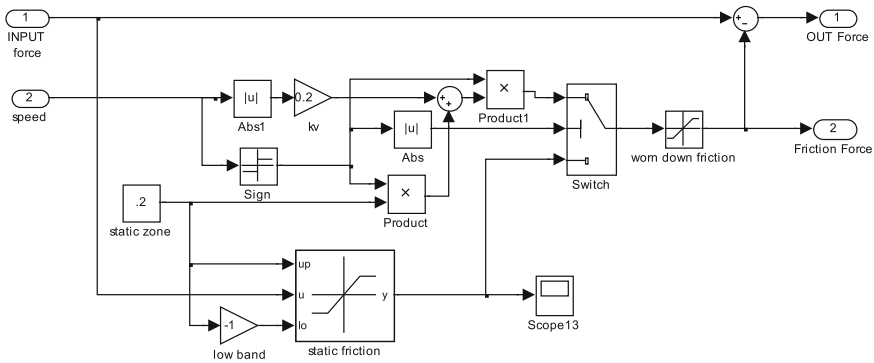 1
INPUT
force
+
−
1
OUT Force
2
speed
|u|
Abs1
0.2
kv
+
+
×
Product1
|u|
Abs
Sign
×
Product
Switch
worn down friction
2
Friction Force
.2
static zone
up
u
lo
y
static friction
-1
low band
Scope13